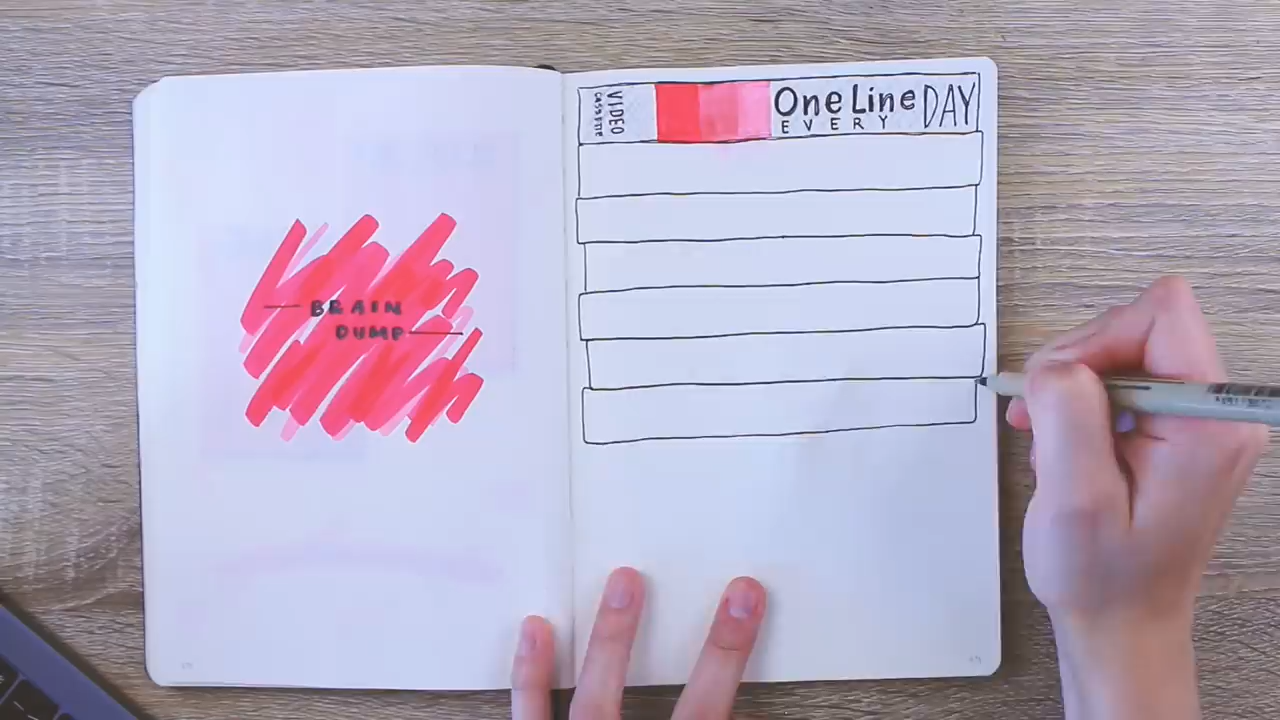 BRAIN
DUMP
VIDEO
CASSETTE
One Line DAY
EVERY